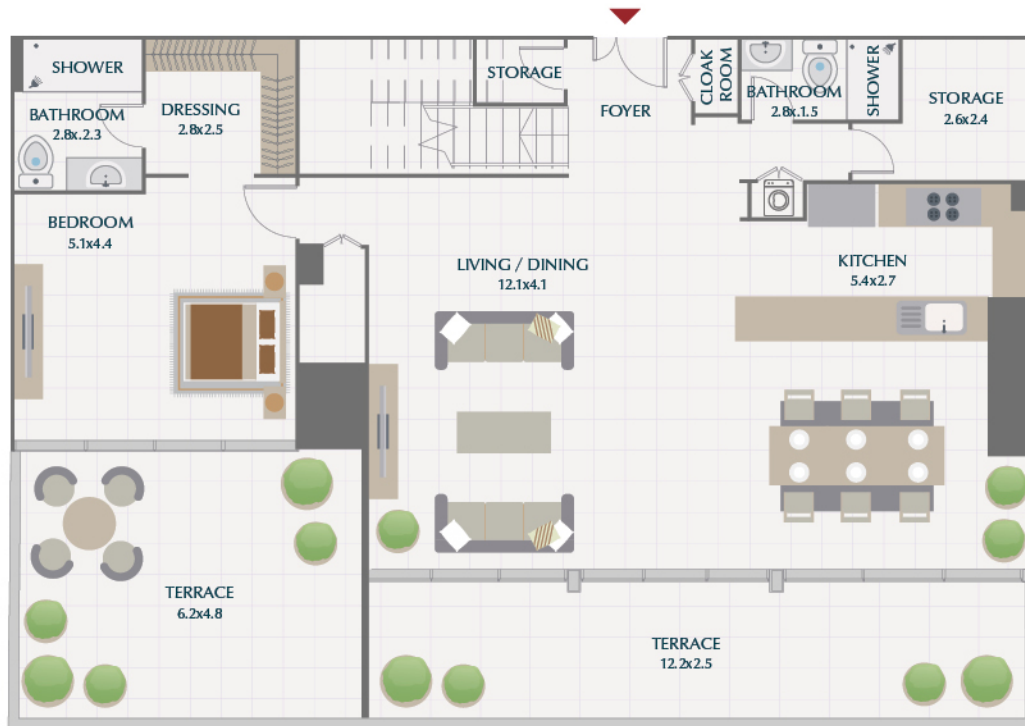 SHOWER
BATHROOM
2.8x.2.3
DRESSING
2.8x2.5
STORAGE
FOYER
CLOAK
ROOM
BATHROOM
2.8x.1.5
SHOWER
STORAGE
2.6x2.4
BEDROOM
5.1x4.4
LIVING / DINING
12.1x4.1
KITCHEN
5.4x2.7
TERRACE
6.2x4.8
TERRACE
12.2x2.5